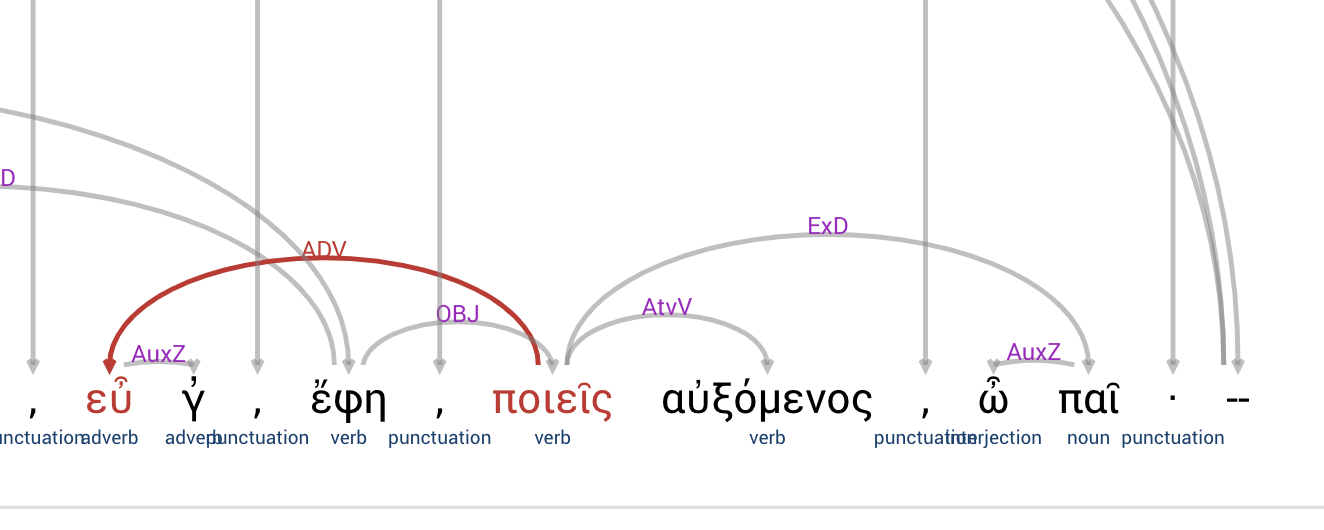 D
ADV
ExD
OBJ
AtvV
AuxZ
AuxZ
, εὖ γ̓ , ἔφη , ποιεῖς αὐξόμενος , ὦ παῖ · --
nctuation adverb adverb punctuation verb punctuation verb verb punctuation interjection noun punctuation